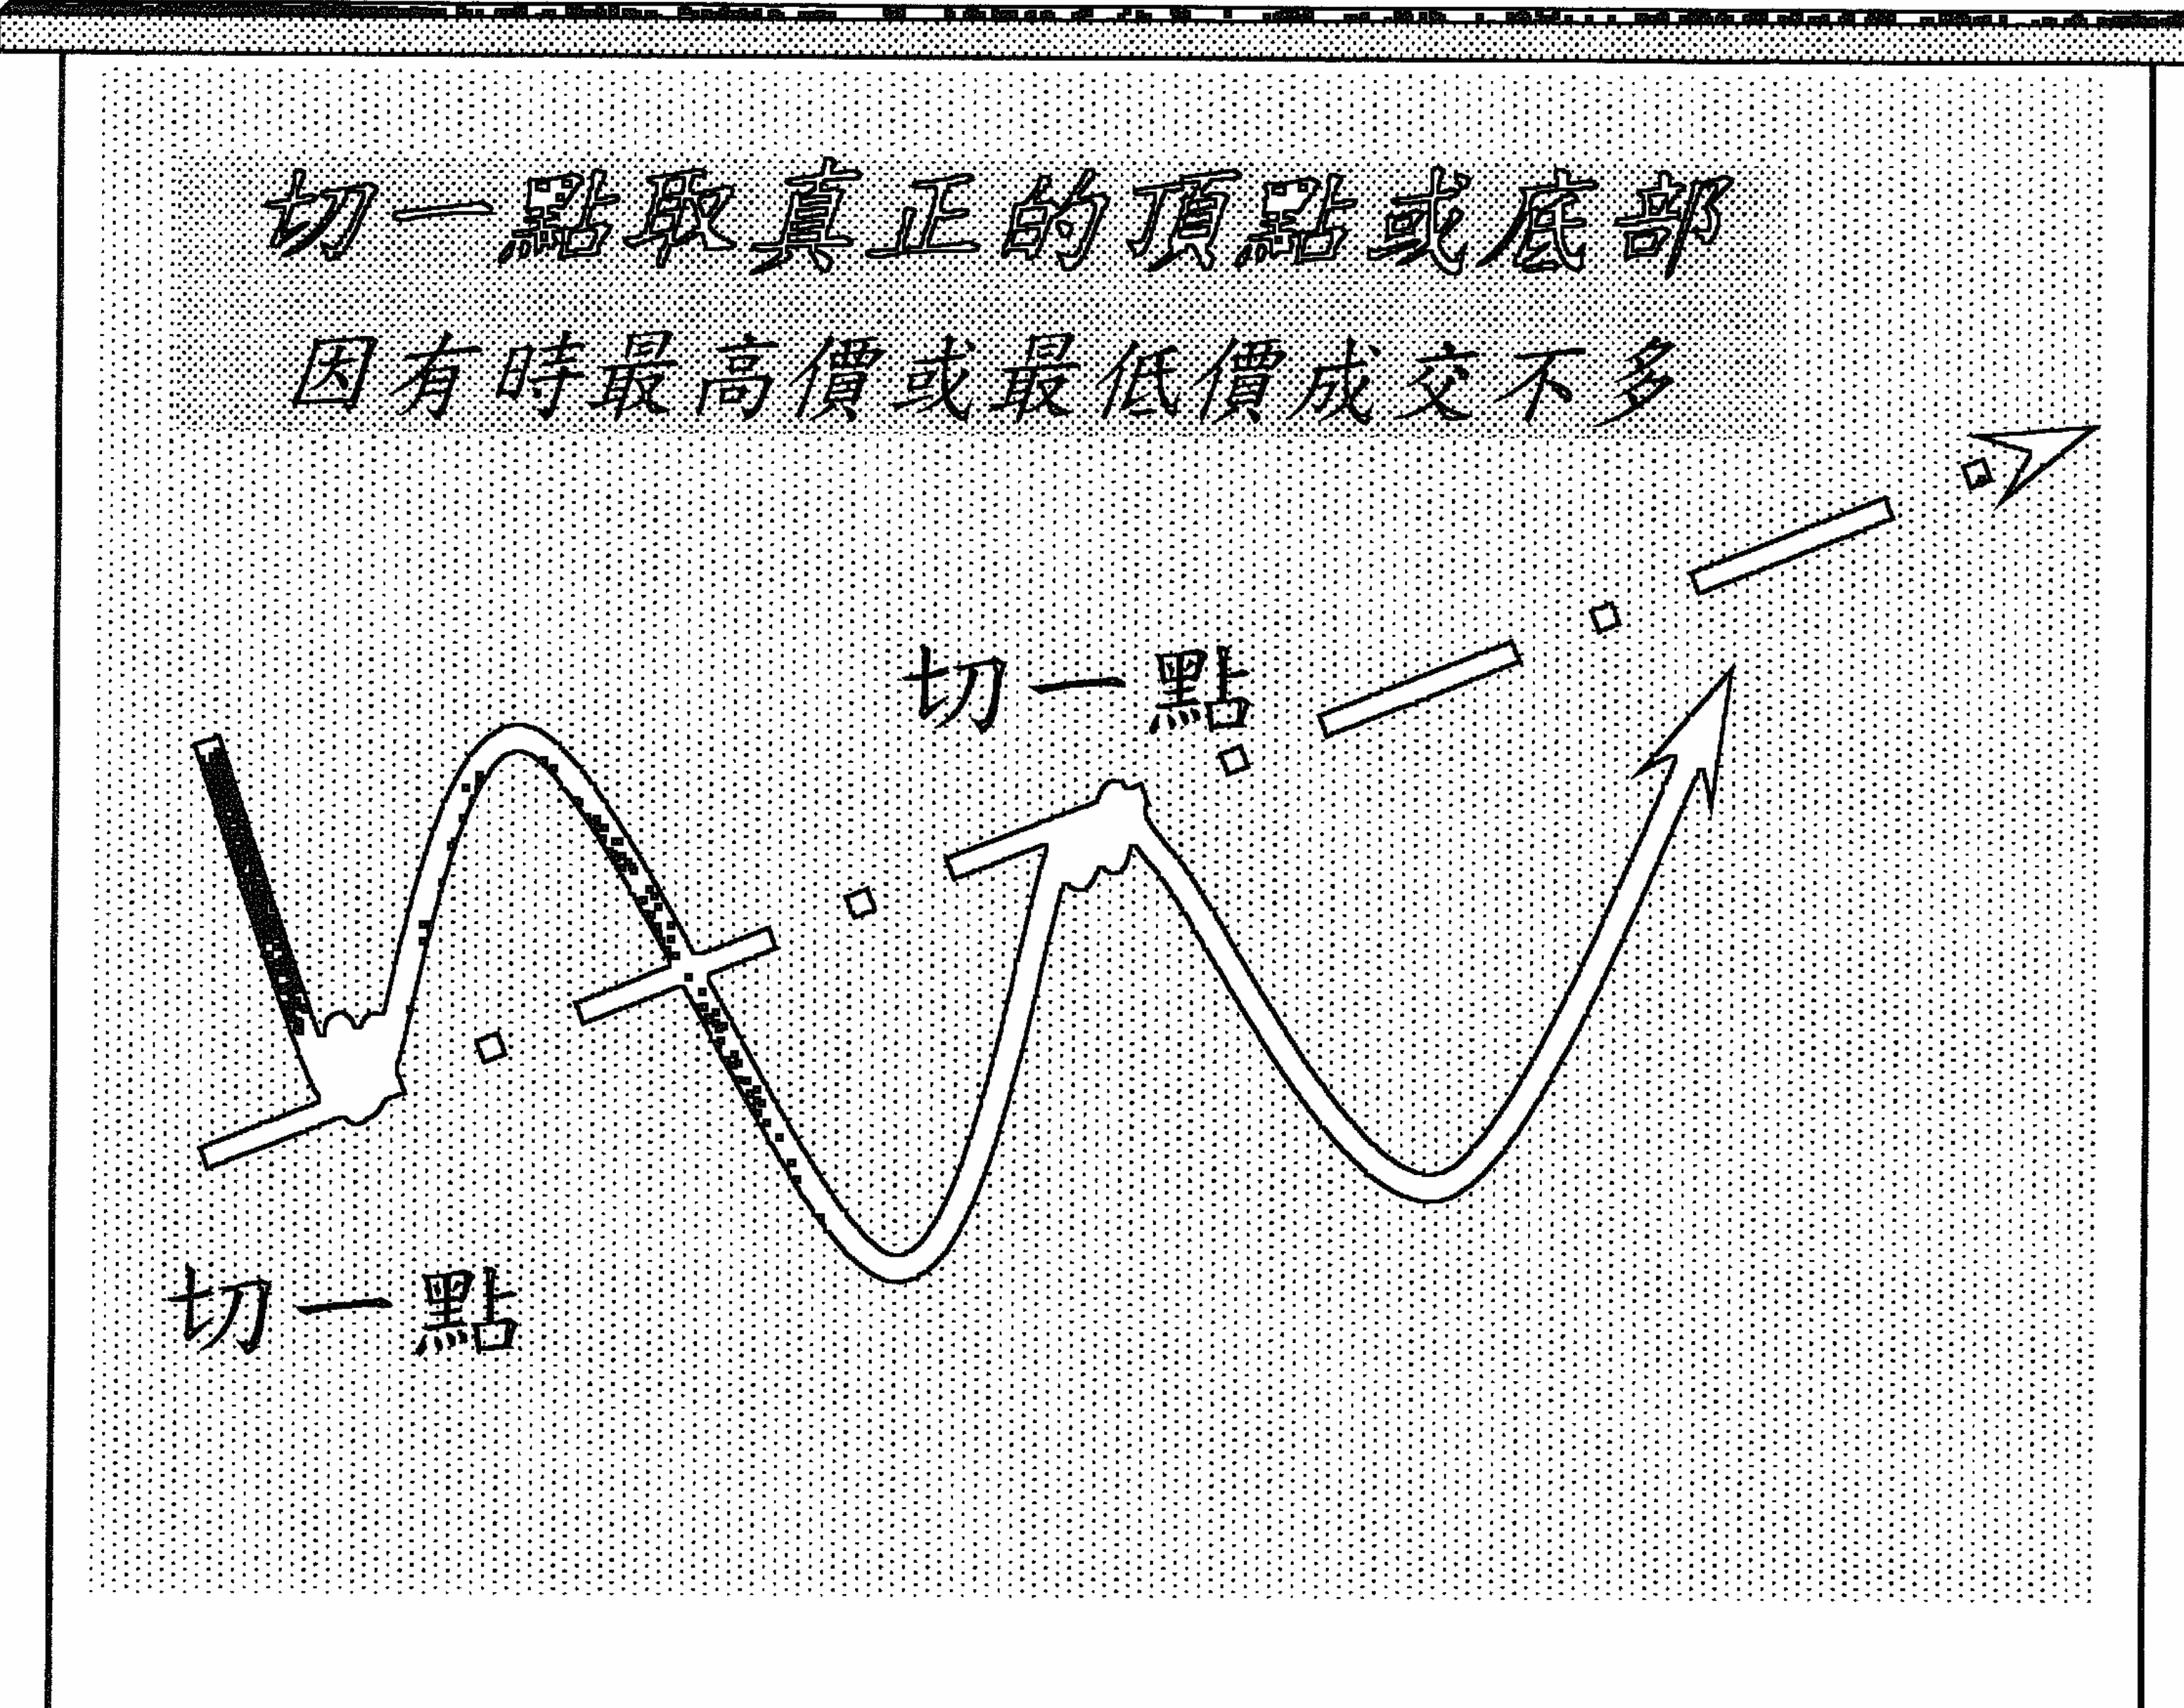 切一點取真正的頂點或底部
因有時最高價或最低價成交不多
切一點
切一點